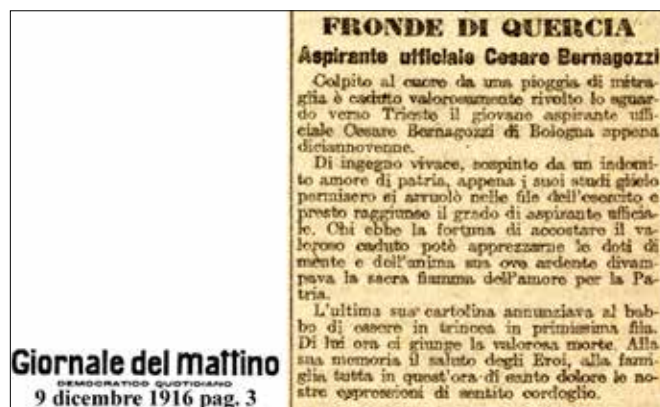 FRONDE DI QUERCIA
Aspirante ufficiale Cesare Bernagozzi
Colpito al cuore da una pioggia di mitra-
glia è caduto valorosamente rivolto lo sguar-
do verso Trieste il giovane aspirante uffi-
ciale Cesare Bernagozzi di Bologna appena
diciannovenne.
Di ingegno vivace, sospinto da un indomi-
to amore di patria, appena i suoi studi glielo
permisero si arruolò nelle file dell'esercito e
presto raggiunse il grado di aspirante ufficia-
le. Chi ebbe la fortuna di accostare il va-
loroso caduto potè apprezzarne le doti di
mente e dell'anima sua ove ardente divam-
pava la sacra fiamma dell'amore per la Pa-
tria.
L'ultima sua cartolina annunziava al bab-
bo di essere in trincea in primissima fila.
Di lui ora ci giunge la valorosa morte. Alla
sua memoria il saluto degli Eroi, alla fami-
glia tutta in quest'ora di santo dolore le no-
stre espressioni di sentito cordoglio.
Giornale del Mattino
DEMOCRATICO QUOTIDIANO
9 dicembre 1916 pag. 3